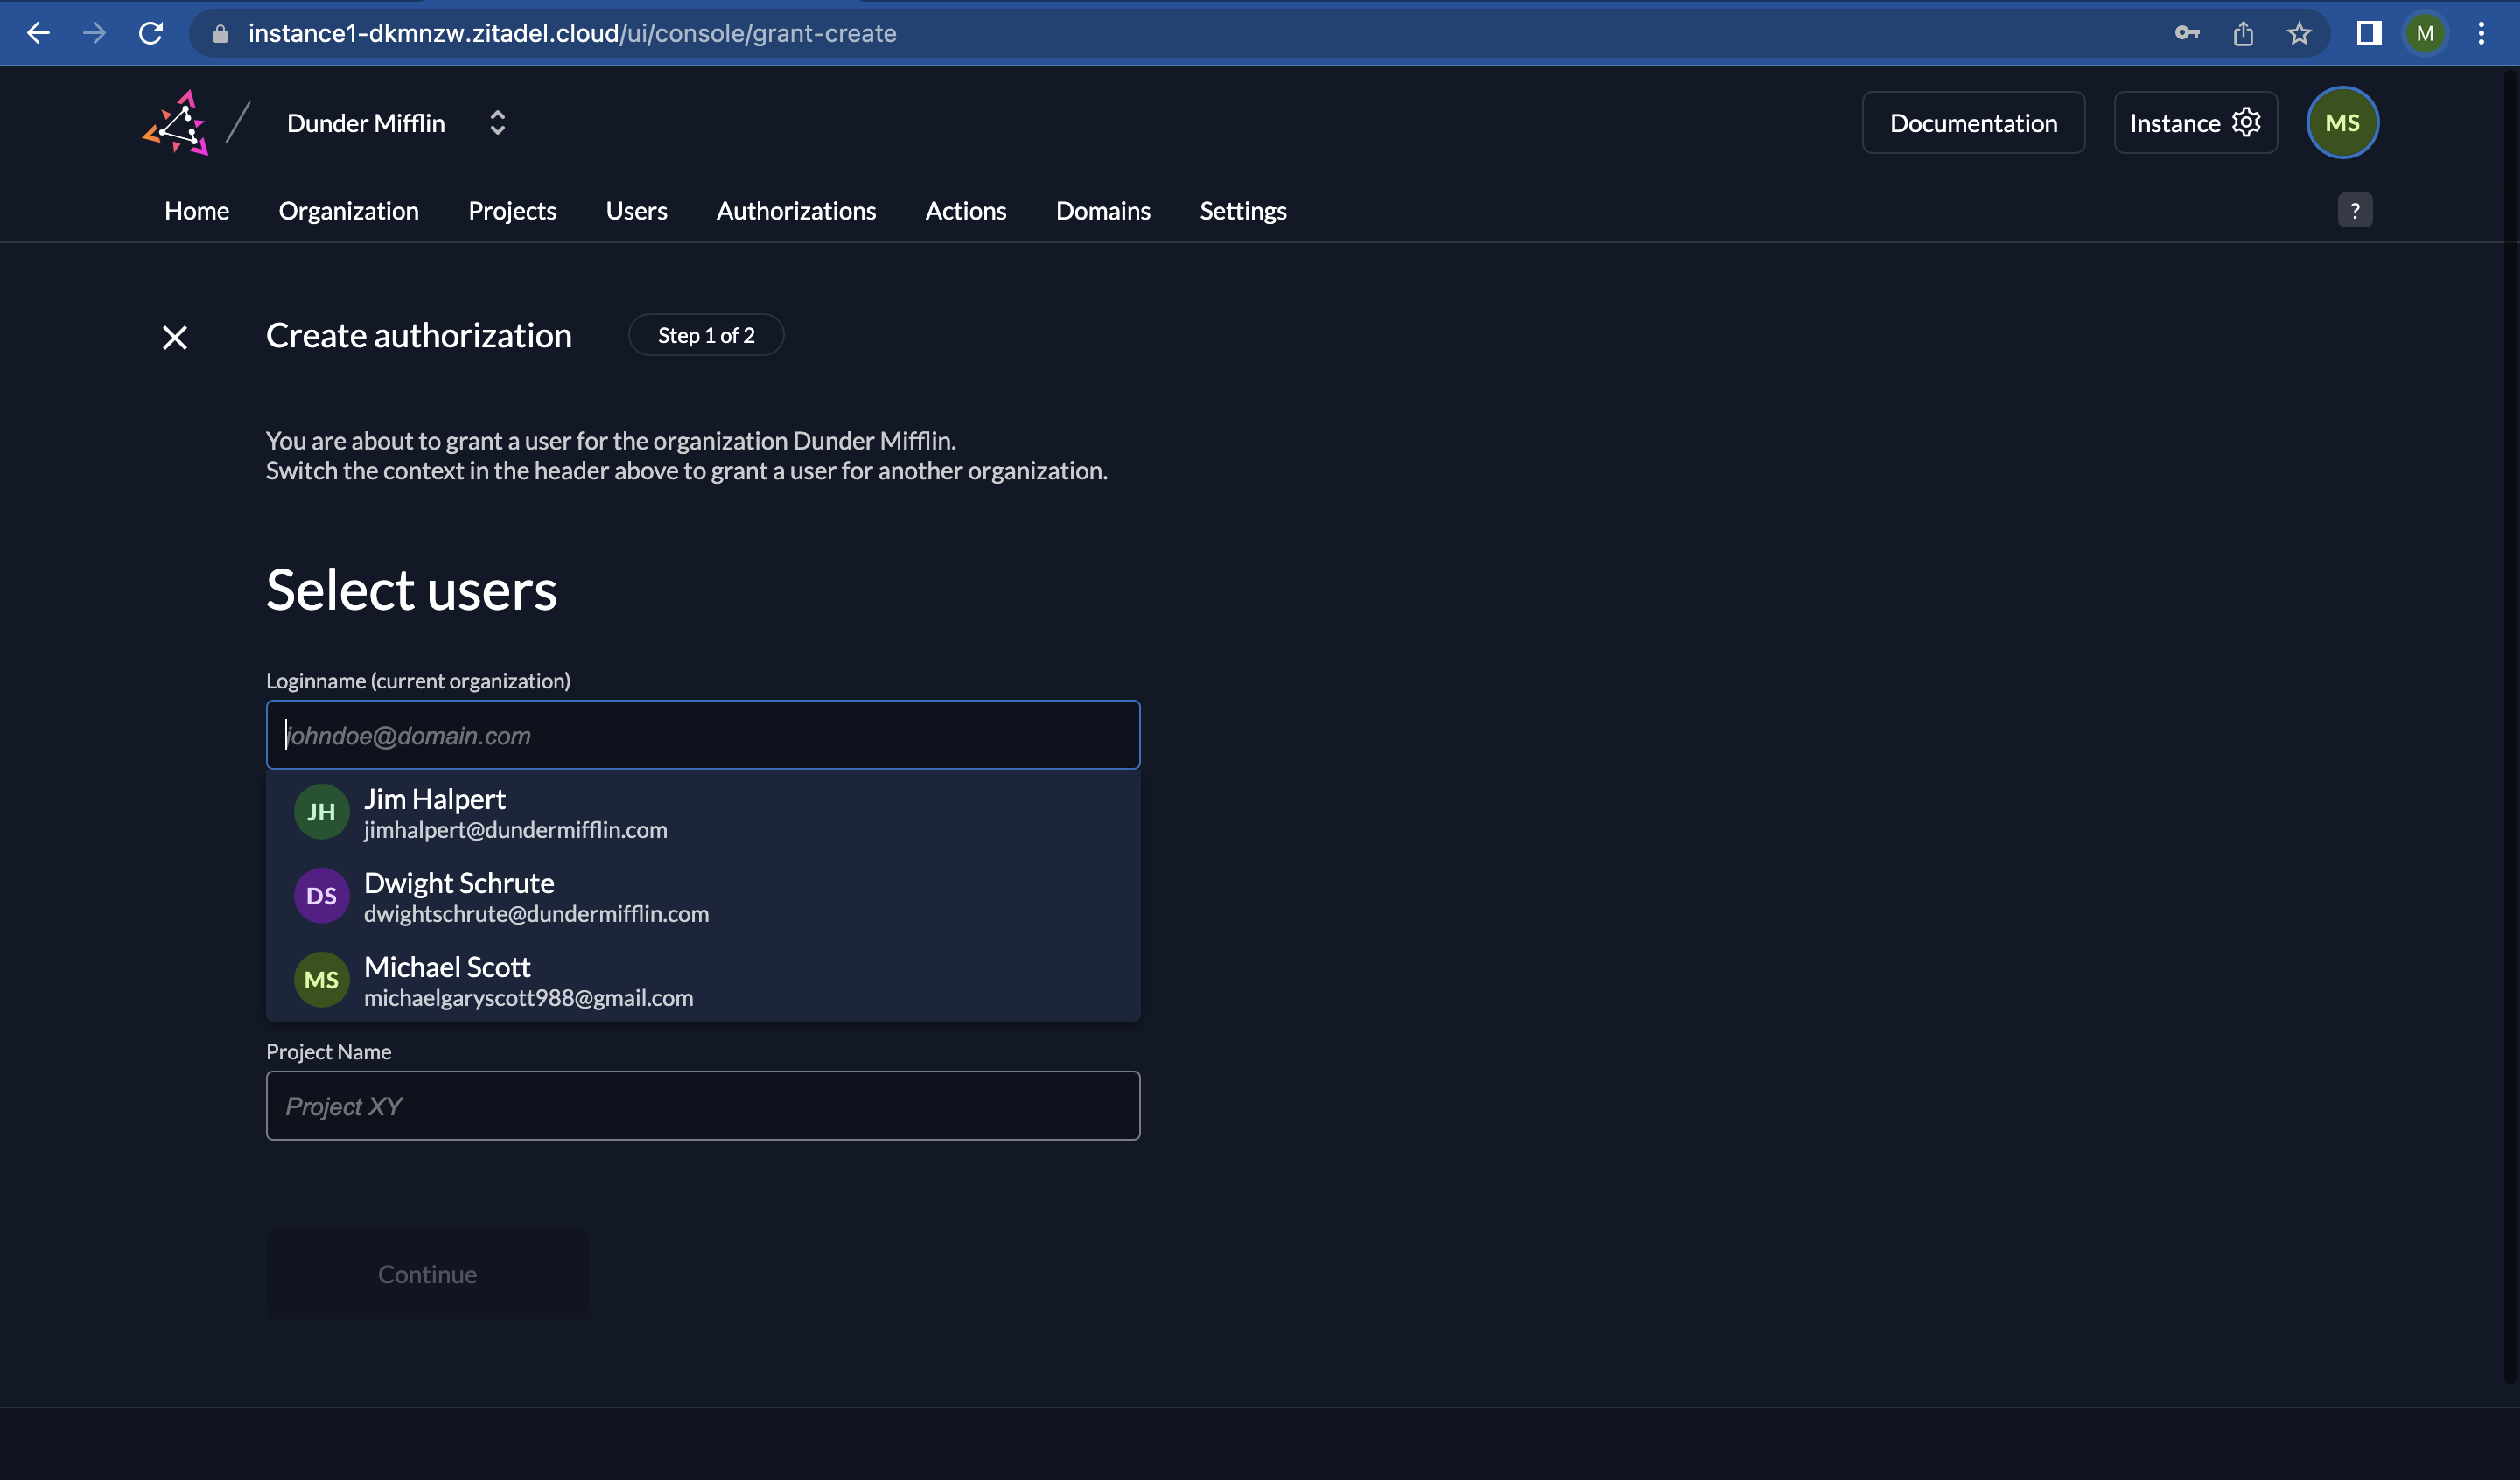 instance1-dkmnzw.zitadel.cloud/ui/console/grant-create
M
Dunder Mifflin
Documentation
Instance
MS
Home
Organization
Projects
Users
Authorizations
Actions
Domains
Settings
?
Create authorization
Step 1 of 2
You are about to grant a user for the organization Dunder Mifflin.
Switch the context in the header above to grant a user for another organization.
Select users
Loginname (current organization)
johndoe@domain.com
JH
Jim Halpert
jimhalpert@dundermifflin.com
DS
Dwight Schrute
dwightschrute@dundermifflin.com
MS
Michael Scott
michaelgaryscott988@gmail.com
Project Name
Project XY
Continue